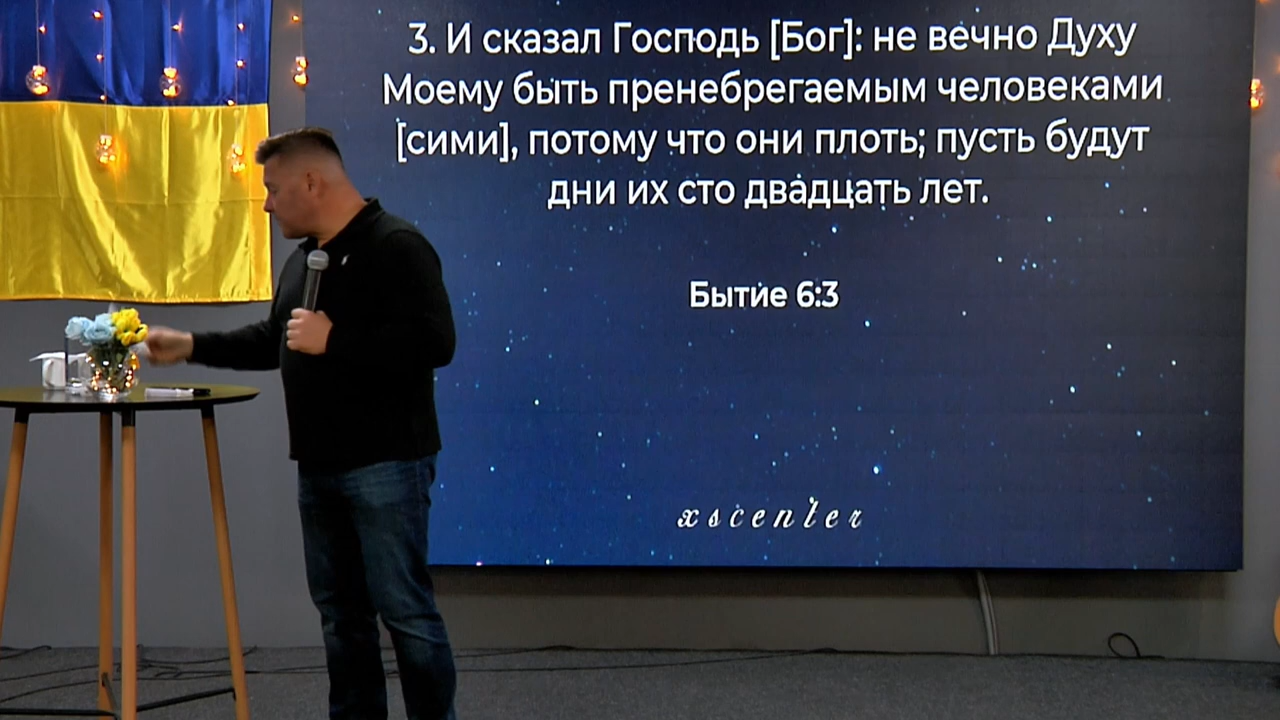 3. И сказал Господь [Бог]: не вечно Духу
Моему быть пренебрегаемым человеками
[сими], потому что они плоть; пусть будут
дни их сто двадцать лет.
Бытие 6:3
xscenter